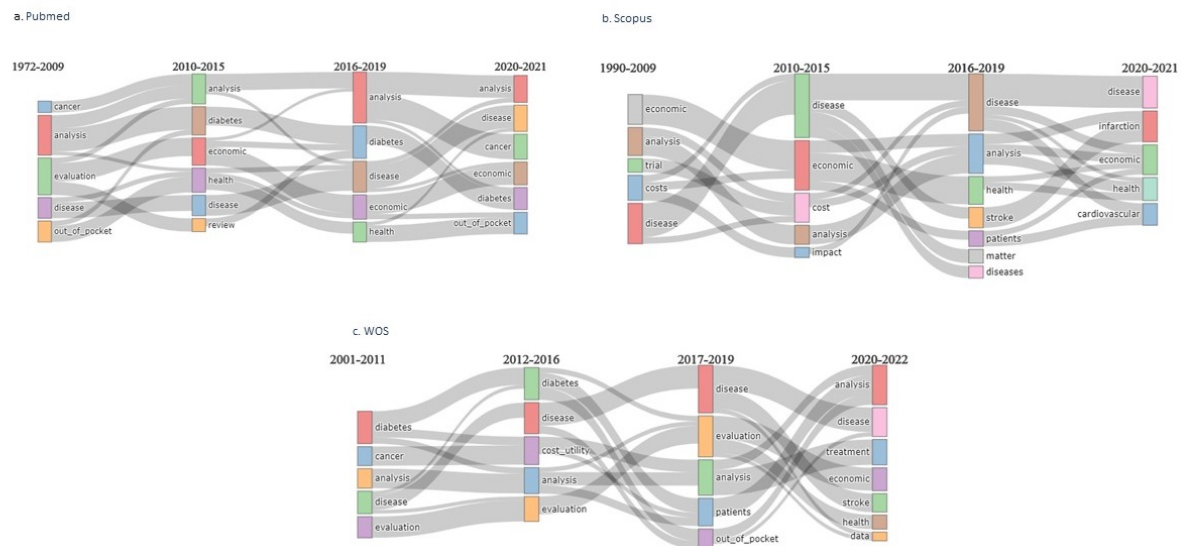 a. Pubmed
1972-2009
2010-2015
2016-2019
2020-2021
cancer
analysis
evaluation
disease
out_of_pocket
analysis
diabetes
economic
health
disease
review
analysis
diabetes
disease
economic
health
analysis
disease
cancer
economic
diabetes
out_of_pocket
b. Scopus
1990-2009
2010-2015
2016-2019
2020-2021
economic
analysis
trial
costs
disease
disease
economic
cost
analysis
impact
disease
analysis
health
stroke
patients
matter
diseases
disease
infarction
economic
health
cardiovascular
c. WOS
2001-2011
2012-2016
2017-2019
2020-2022
diabetes
cancer
analysis
disease
evaluation
diabetes
disease
cost_utility
analysis
evaluation
disease
evaluation
analysis
patients
out_of_pocket
analysis
disease
treatment
economic
stroke
health
data